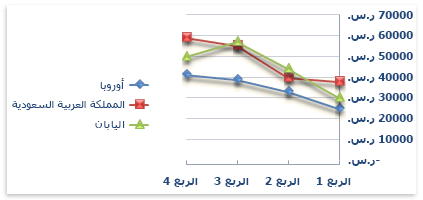 70000 ر.س.
60000 ر.س.
50000 ر.س.
40000 ر.س.
30000 ر.س.
20000 ر.س.
10000 ر.س.
-ر.س.
أوروبا
المملكة العربية السعودية
اليابان
الربع 1 الربع 2 الربع 3 الربع 4